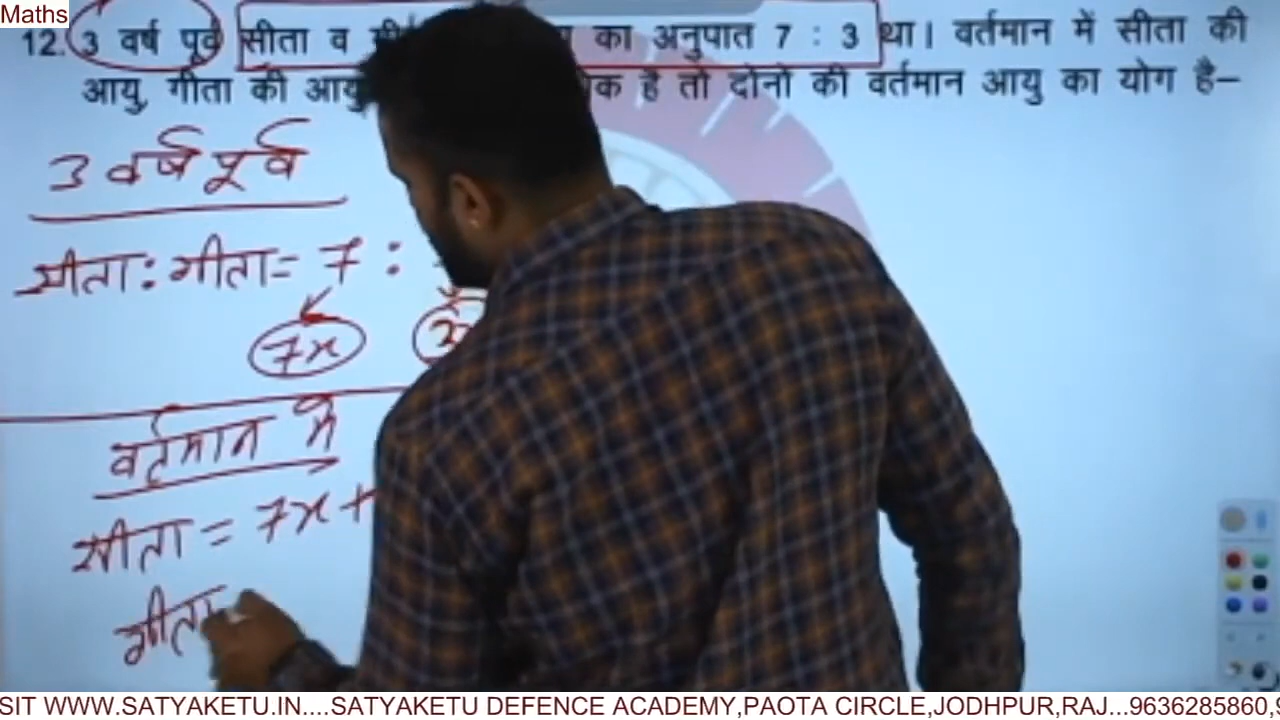 Maths
12. 3 वर्ष पूर्व सीता व का अनुपात 7 : 3 था। वर्तमान में सीता की
आयु, गीता की आयु है तो दोनो की वर्तमान आयु का योग है–
3 वर्ष पूर्व
सीता : गीता = 7 :
7x
वर्तमान में
सीता = 7x +
गीता
SIT WWW.SATYAKETU.IN....SATYAKETU DEFENCE ACADEMY,PAOTA CIRCLE,JODHPUR,RAJ...9636285860,